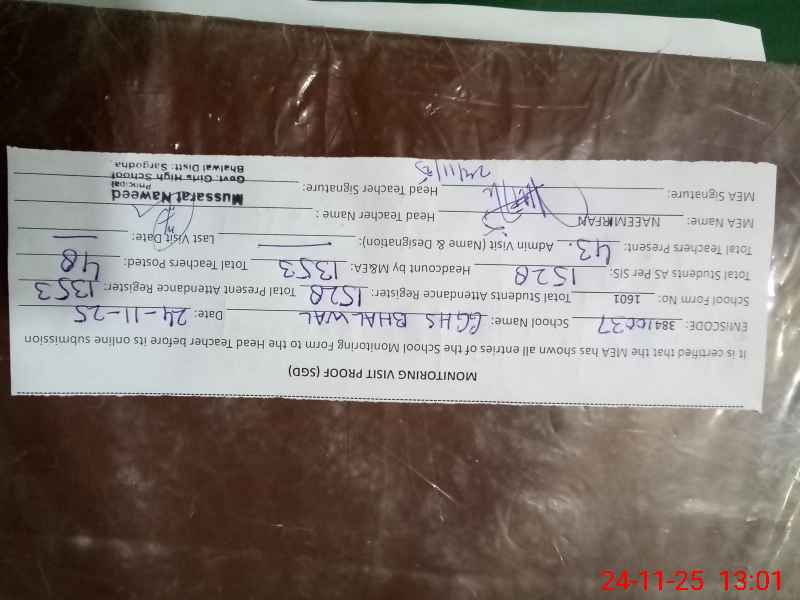 MONITORING VISIT PROOF (SGD)
It is certified that the MEA has shown all entries of the School Monitoring Form to the Head Teacher before its online submission
EMISCODE: 38410037 School Name: GGHS BHALWAL Date: 24-11-25
School Form No: 1601 Total Students Attendance Register: 1528 Total Present Attendance Register: 1353
Total Students AS Per SIS: 1528 Headcount by M&EA: 1353 Total Teachers Posted: 48
Total Teachers Present: 43. Admin Visit (Name & Designation): — Last Visit Date: —
MEA Name: NAEEM IRFAN Head Teacher Name:
MEA Signature: Head Teacher Signature:
24/11/25
Mussarat Naweed
Principal
Govt: Girls High School
Bhalwal Distt: Sargodha.
24-11-25 13:01